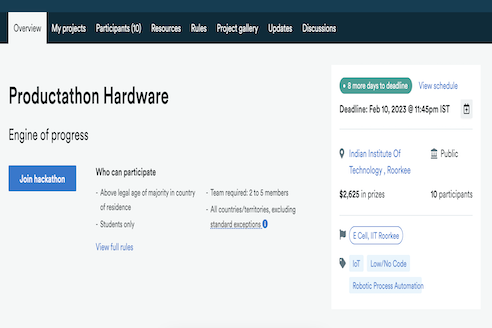 Overview My projects Participants (10) Resources Rules Project gallery Updates Discussions
Productathon Hardware
Engine of progress
Join hackathon
Who can participate
- Above legal age of majority in country
of residence
- Students only
- Team required: 2 to 5 members
- All countries/territories, excluding
standard exceptions
View full rules
8 more days to deadline View schedule
Deadline: Feb 10, 2023 @ 11:45pm IST
Indian Institute Of
Technology , Roorkee
Public
$2,625 in prizes 10 participants
E Cell, IIT Roorkee
IoT Low/No Code
Robotic Process Automation